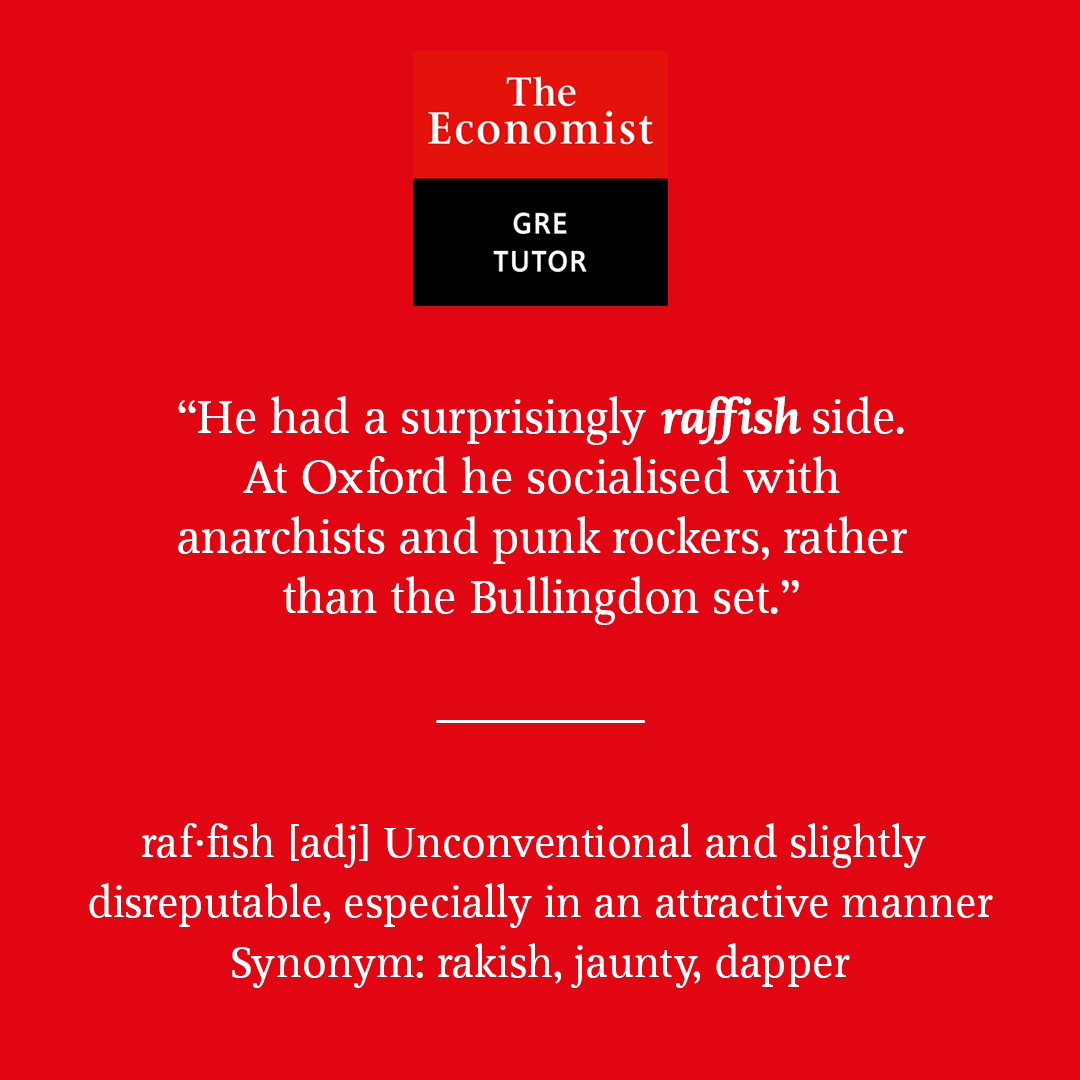 The
Economist
GRE
TUTOR
“He had a surprisingly raffish side.
At Oxford he socialised with
anarchists and punk rockers, rather
than the Bullingdon set.”
raf·fish [adj] Unconventional and slightly
disreputable, especially in an attractive manner
Synonym: rakish, jaunty, dapper